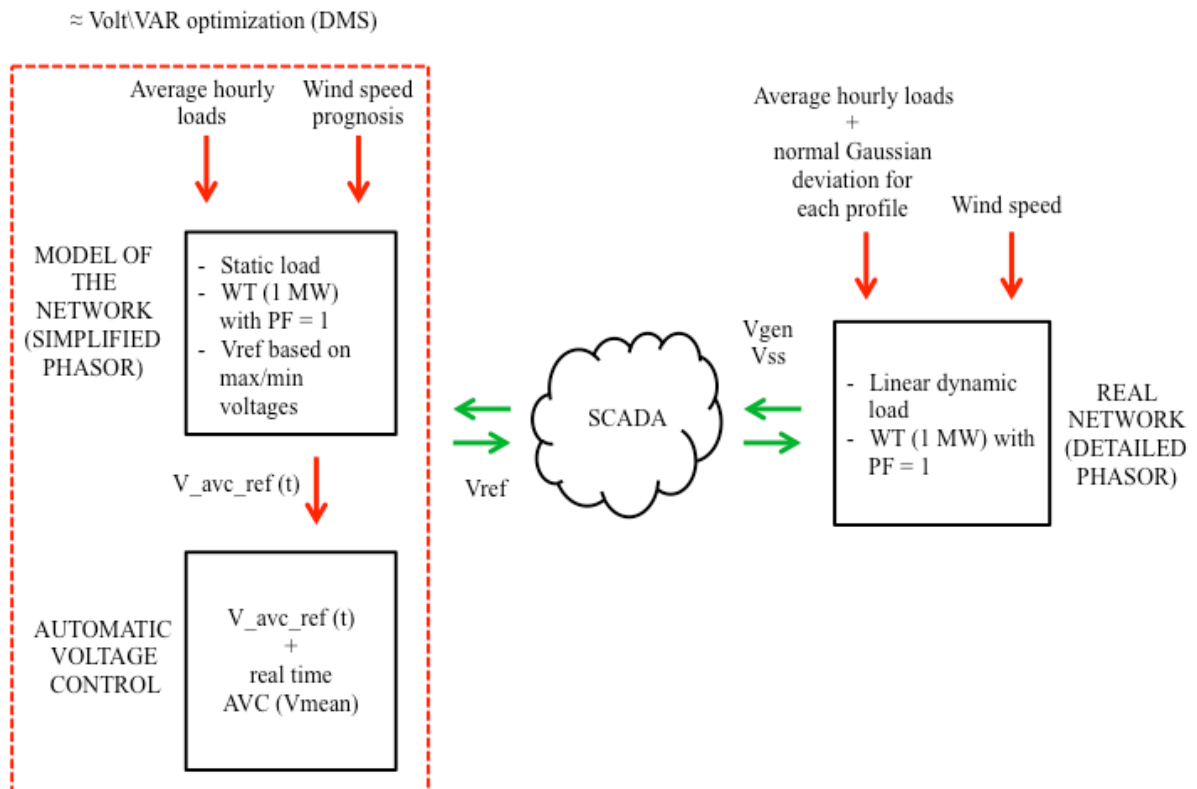 ≈ Volt\VAR optimization (DMS)
Average hourly
loads
Wind speed
prognosis
MODEL OF
THE
NETWORK
(SIMPLIFIED
PHASOR)
- Static load
- WT (1 MW)
with PF = 1
- Vref based on
max/min
voltages
V_avc_ref (t)
AUTOMATIC
VOLTAGE
CONTROL
V_avc_ref (t)
+
real time
AVC (Vmean)
SCADA
Vref
Vgen
Vss
Average hourly loads
+
normal Gaussian
deviation for
each profile
Wind speed
- Linear dynamic
load
- WT (1 MW) with
PF = 1
REAL
NETWORK
(DETAILED
PHASOR)